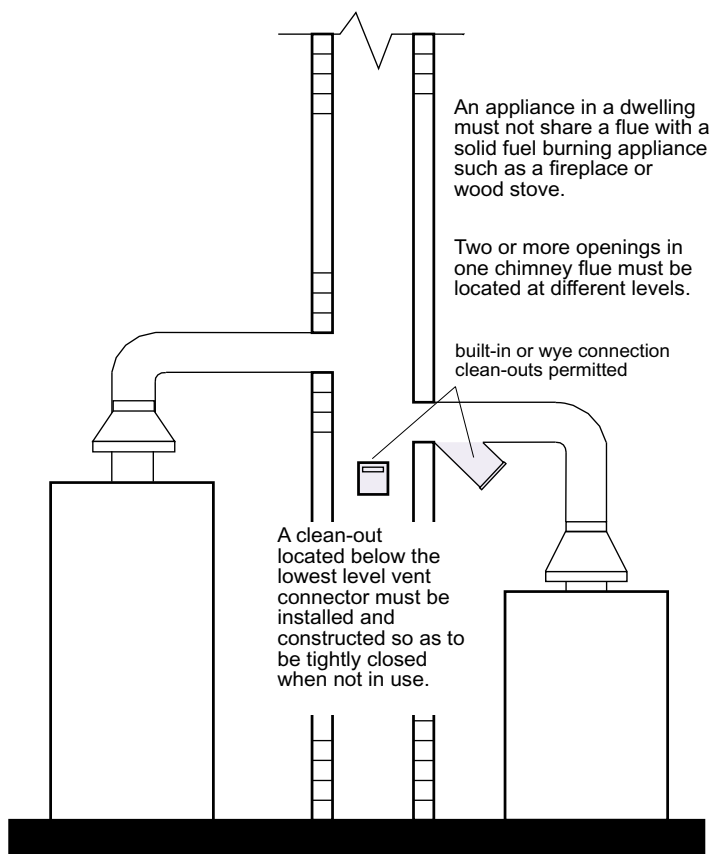 An appliance in a dwelling
must not share a flue with a
solid fuel burning appliance
such as a fireplace or
wood stove.
Two or more openings in
one chimney flue must be
located at different levels.
built-in or wye connection
clean-outs permitted
A clean-out
located below the
lowest level vent
connector must be
installed and
constructed so as to
be tightly closed
when not in use.